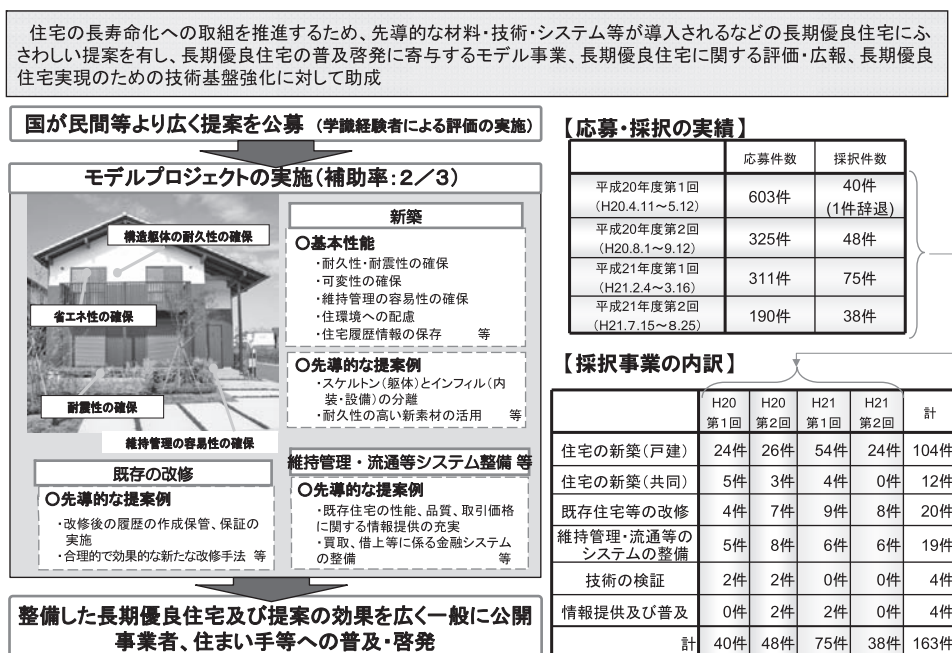 住宅の長寿命化への取組を推進するため、先導的な材料・技術・システム等が導入されるなどの長期優良住宅にふ
さわしい提案を有し、長期優良住宅の普及啓発に寄与するモデル事業、長期優良住宅に関する評価・広報、長期優良
住宅実現のための技術基盤強化に対して助成
国が民間等より広く提案を公募 (学識経験者による評価の実施)
モデルプロジェクトの実施(補助率:2/3)
構造躯体の耐久性の確保
省エネ性の確保
耐震性の確保
維持管理の容易性の確保
新築
○基本性能
・耐久性・耐震性の確保
・可変性の確保
・維持管理の容易性の確保
・住環境への配慮
・住宅履歴情報の保存 等
○先導的な提案例
・スケルトン(躯体)とインフィル(内
装・設備)の分離
・耐久性の高い新素材の活用 等
既存の改修
○先導的な提案例
・改修後の履歴の作成保管、保証の
実施
・合理的で効果的な新たな改修手法 等
維持管理・流通等システム整備 等
○先導的な提案例
・既存住宅の性能、品質、取引価格
に関する情報提供の充実
・買取、借上等に係る金融システム
の整備 等
整備した長期優良住宅及び提案の効果を広く一般に公開
事業者、住まい手等への普及・啓発
【応募・採択の実績】
応募件数 採択件数
平成20年度第1回
(H20.4.11~5.12) 603件 40件
(1件辞退)
平成20年度第2回
(H20.8.1~9.12) 325件 48件
平成21年度第1回
(H21.2.4~3.16) 311件 75件
平成21年度第2回
(H21.7.15~8.25) 190件 38件
【採択事業の内訳】
H20 H20 H21 H21
第1回 第2回 第1回 第2回 計
住宅の新築(戸建) 24件 26件 54件 24件 104件
住宅の新築(共同) 5件 3件 4件 0件 12件
既存住宅等の改修 4件 7件 9件 8件 20件
維持管理・流通等の
システムの整備 5件 8件 6件 6件 19件
技術の検証 2件 2件 0件 0件 4件
情報提供及び普及 0件 2件 2件 0件 4件
計 40件 48件 75件 38件 163件